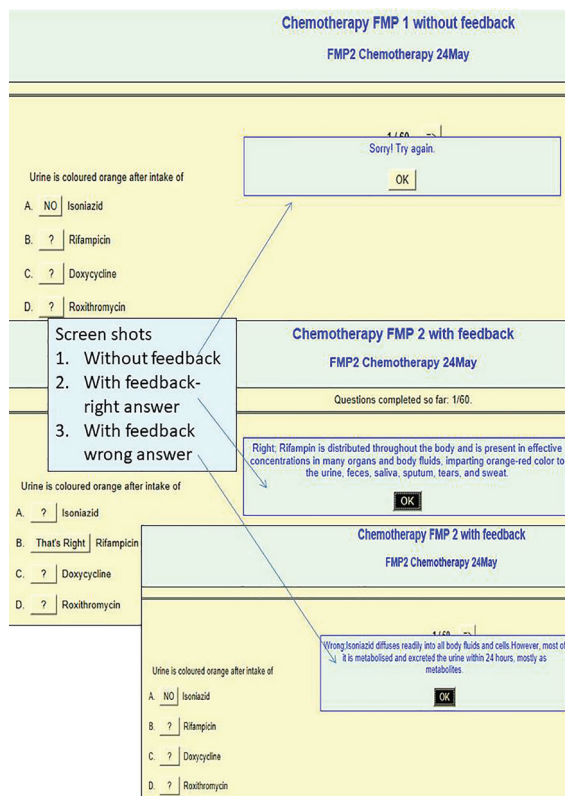 Chemotherapy FMP 1 without feedback
FMP2 Chemotherapy 24May
1 / 60 =>
Sorry! Try again.
OK
Urine is coloured orange after intake of
A. NO Isoniazid
B. ? Rifampicin
C. ? Doxycycline
D. ? Roxithromycin
Screen shots
1. Without feedback
2. With feedback-
right answer
3. With feedback
wrong answer
Chemotherapy FMP 2 with feedback
FMP2 Chemotherapy 24May
Questions completed so far: 1/60.
Right; Rifampin is distributed throughout the body and is present in effective
concentrations in many organs and body fluids, imparting orange-red color to
the urine, feces, saliva, sputum, tears, and sweat.
OK
Urine is coloured orange after intake of
A. ? Isoniazid
B. That's Right Rifampicin
C. ? Doxycycline
D. ? Roxithromycin
Chemotherapy FMP 2 with feedback
FMP2 Chemotherapy 24May
1/60 =>
Wrong;Isoniazid diffuses readily into all body fluids and cells.However, most of
it is metabolised and excreted the urine within 24 hours, mostly as
metabolites.
OK
Urine is coloured orange after intake of
A. NO Isoniazid
B. ? Rifampicin
C. ? Doxycycline
D. ? Roxithromycin